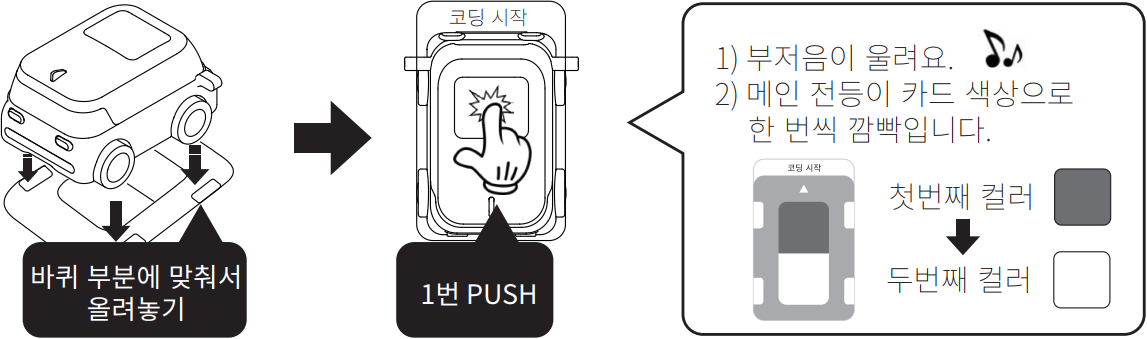 바퀴 부분에 맞춰서
올려놓기
코딩 시작
1번 PUSH
1) 부저음이 울려요.
2) 메인 전등이 카드 색상으로
한 번씩 깜빡입니다.
코딩 시작
첫번째 컬러
두번째 컬러